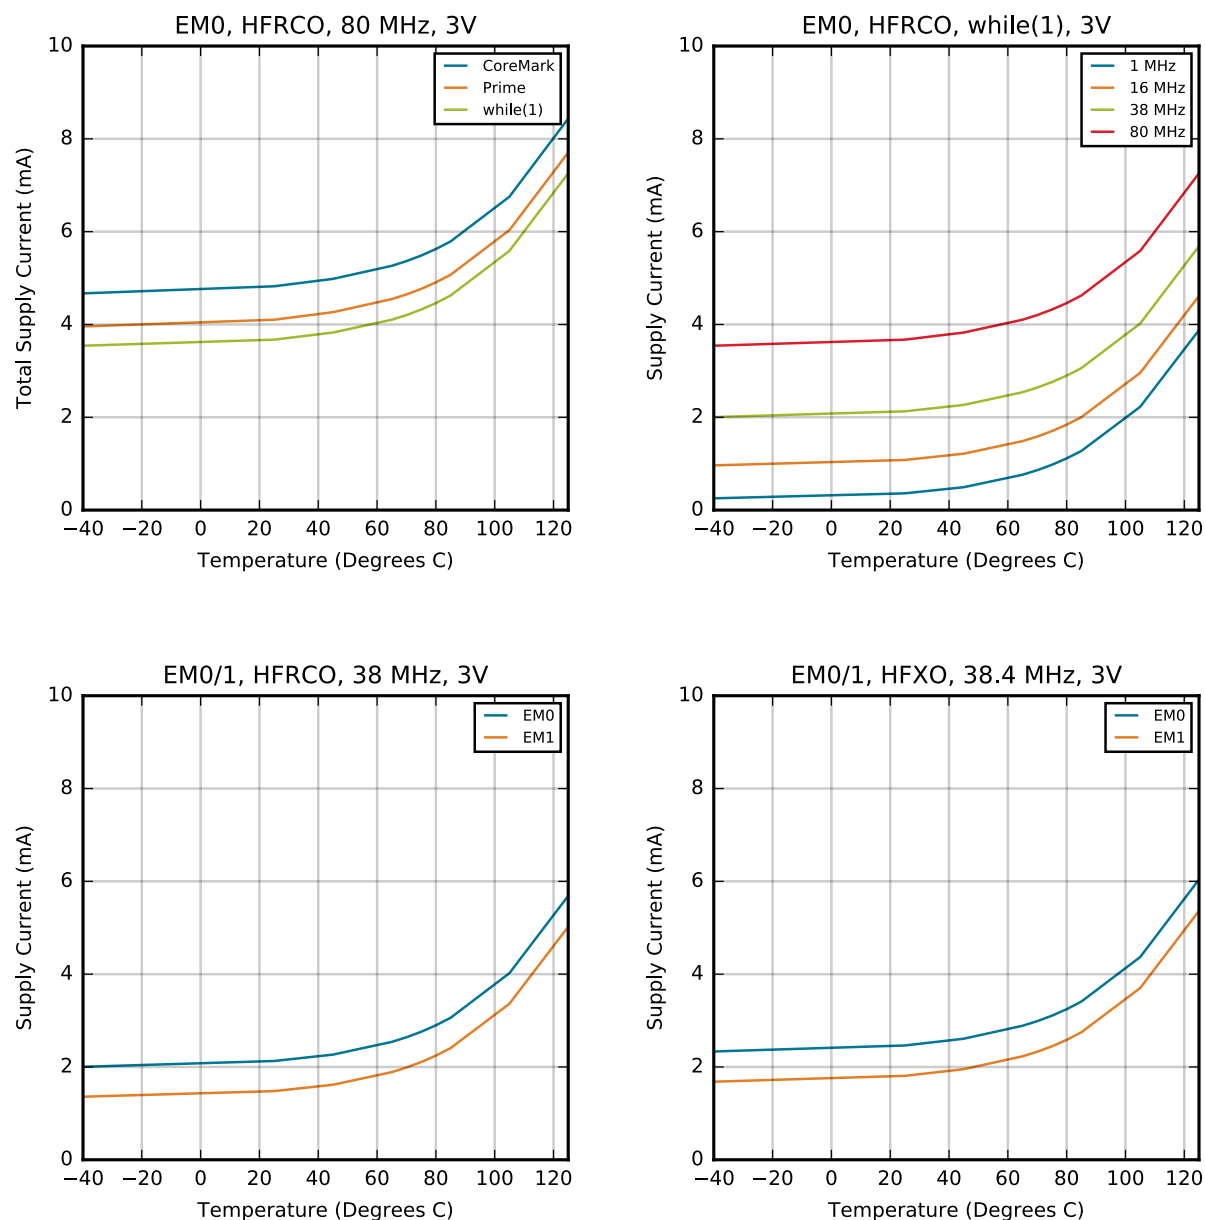 EM0, HFRCO, 80 MHz, 3V
CoreMark
Prime
while(1)
Total Supply Current (mA)
10
8
6
4
2
0
−40 −20 0 20 40 60 80 100 120
Temperature (Degrees C)
EM0, HFRCO, while(1), 3V
1 MHz
16 MHz
38 MHz
80 MHz
Supply Current (mA)
10
8
6
4
2
0
−40 −20 0 20 40 60 80 100 120
Temperature (Degrees C)
EM0/1, HFRCO, 38 MHz, 3V
EM0
EM1
Supply Current (mA)
10
8
6
4
2
0
−40 −20 0 20 40 60 80 100 120
Temperature (Degrees C)
EM0/1, HFXO, 38.4 MHz, 3V
EM0
EM1
Supply Current (mA)
10
8
6
4
2
0
−40 −20 0 20 40 60 80 100 120
Temperature (Degrees C)